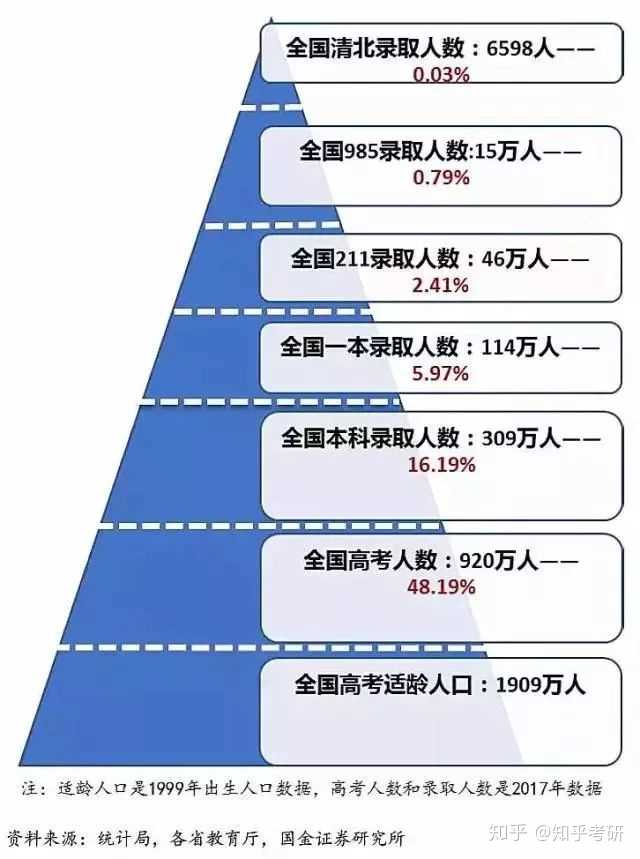 全国清北录取人数：6598人——
0.03%
全国985录取人数:15万人——
0.79%
全国211录取人数：46万人——
2.41%
全国一本录取人数：114万人——
5.97%
全国本科录取人数：309万人——
16.19%
全国高考人数：920万人——
48.19%
全国高考适龄人口：1909万人
注：适龄人口是1999年出生人口数据，高考人数和录取人数是2017年数据
资料来源：统计局，各省教育厅，国金证券研究所
知乎 @知乎考研